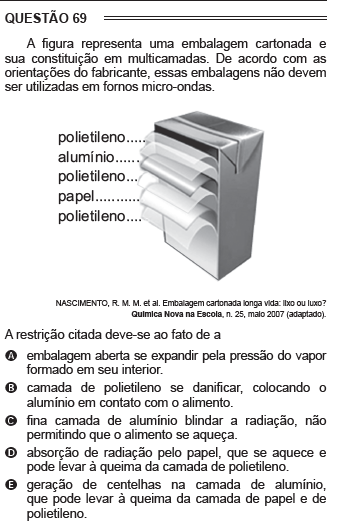 QUESTÃO 69
A figura representa uma embalagem cartonada e
sua constituição em multicamadas. De acordo com as
orientações do fabricante, essas embalagens não devem
ser utilizadas em fornos micro-ondas.
polietileno.....
alumínio......
polietileno...
papel...........
polietileno....
NASCIMENTO, R. M. M. et al. Embalagem cartonada longa vida: lixo ou luxo?
Química Nova na Escola, n. 25, maio 2007 (adaptado).
A restrição citada deve-se ao fato de a
A embalagem aberta se expandir pela pressão do vapor
formado em seu interior.
B camada de polietileno se danificar, colocando o
alumínio em contato com o alimento.
C fina camada de alumínio blindar a radiação, não
permitindo que o alimento se aqueça.
D absorção de radiação pelo papel, que se aquece e
pode levar à queima da camada de polietileno.
E geração de centelhas na camada de alumínio,
que pode levar à queima da camada de papel e de
polietileno.